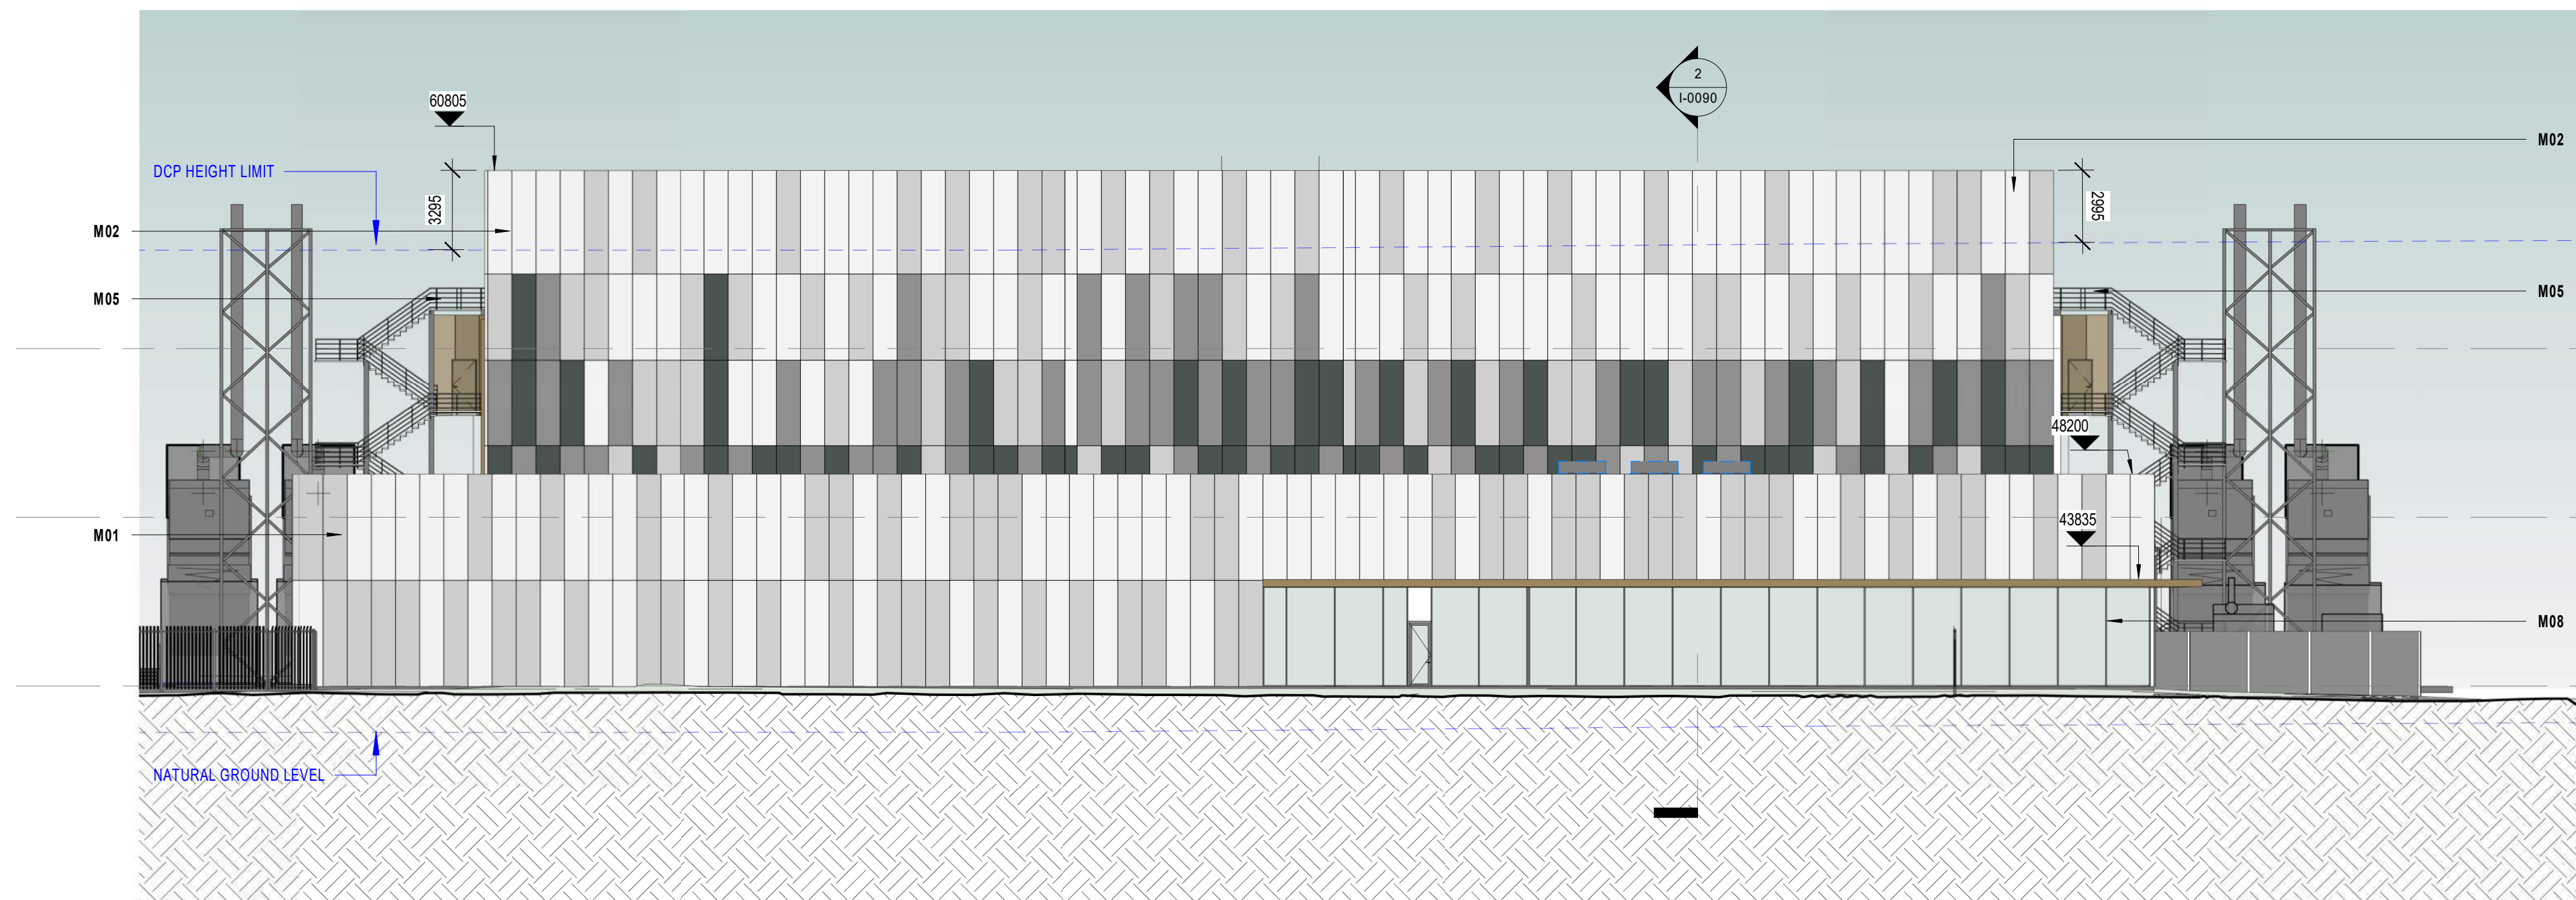 2
I-0090
60805
M02
DCP HEIGHT LIMIT
3295
2995
M02
M05
M05
48200
43835
M01
M08
NATURAL GROUND LEVEL